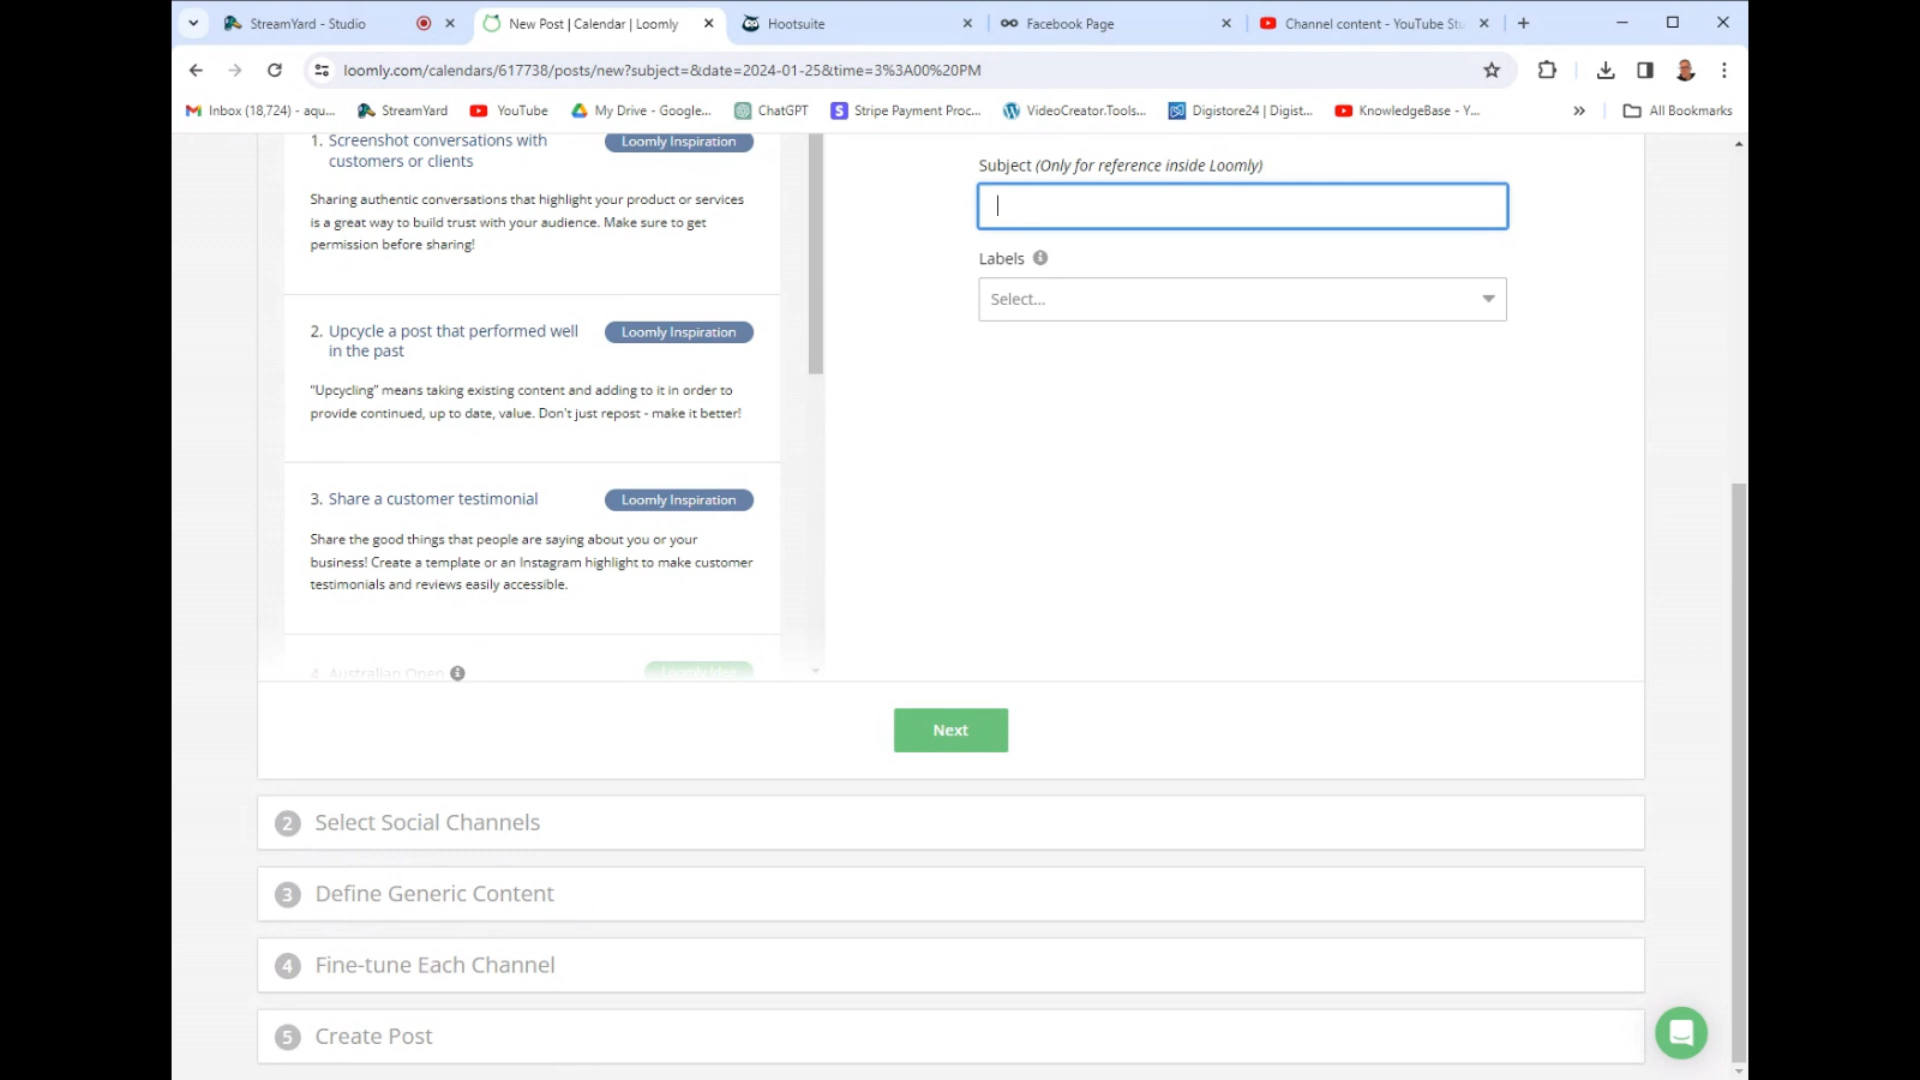 StreamYard - Studio
New Post | Calendar | Loomly
Hootsuite
Facebook Page
Channel content - YouTube Stu
loomly.com/calendars/617738/posts/new?subject=&date=2024-01-25&time=3%3A00%20PM
Inbox (18,724) - aqu...
StreamYard
YouTube
My Drive - Google...
ChatGPT
Stripe Payment Proc...
VideoCreator.Tools...
Digistore24 | Digist...
KnowledgeBase - Y...
»
All Bookmarks
1. Screenshot conversations with
customers or clients
Loomly Inspiration
Sharing authentic conversations that highlight your product or services
is a great way to build trust with your audience. Make sure to get
permission before sharing!
2. Upcycle a post that performed well
in the past
Loomly Inspiration
"Upcycling" means taking existing content and adding to it in order to
provide continued, up to date, value. Don't just repost - make it better!
3. Share a customer testimonial
Loomly Inspiration
Share the good things that people are saying about you or your
business! Create a template or an Instagram highlight to make customer
testimonials and reviews easily accessible.
4. Australian Open
Loomly Idea
Subject (Only for reference inside Loomly)
Labels
Select...
Next
2 Select Social Channels
3 Define Generic Content
4 Fine-tune Each Channel
5 Create Post